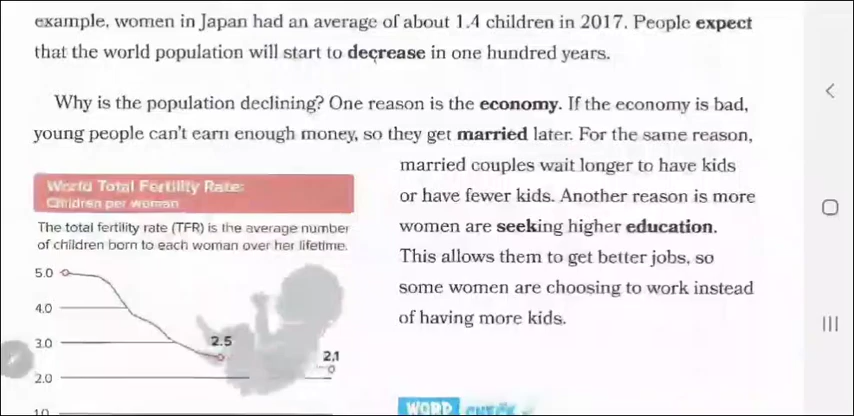 example, women in Japan had an average of about 1.4 children in 2017. People expect
that the world population will start to decrease in one hundred years.
Why is the population declining? One reason is the economy. If the economy is bad,
young people can't earn enough money, so they get married later. For the same reason,
married couples wait longer to have kids
or have fewer kids. Another reason is more
women are seeking higher education.
This allows them to get better jobs, so
some women are choosing to work instead
of having more kids.
World Total Fertility Rate:
Children per woman
The total fertility rate (TFR) is the average number
of children born to each woman over her lifetime.
5.0
4.0
3.0
2.5
2.1
2.0
1.0
WORD CHECK